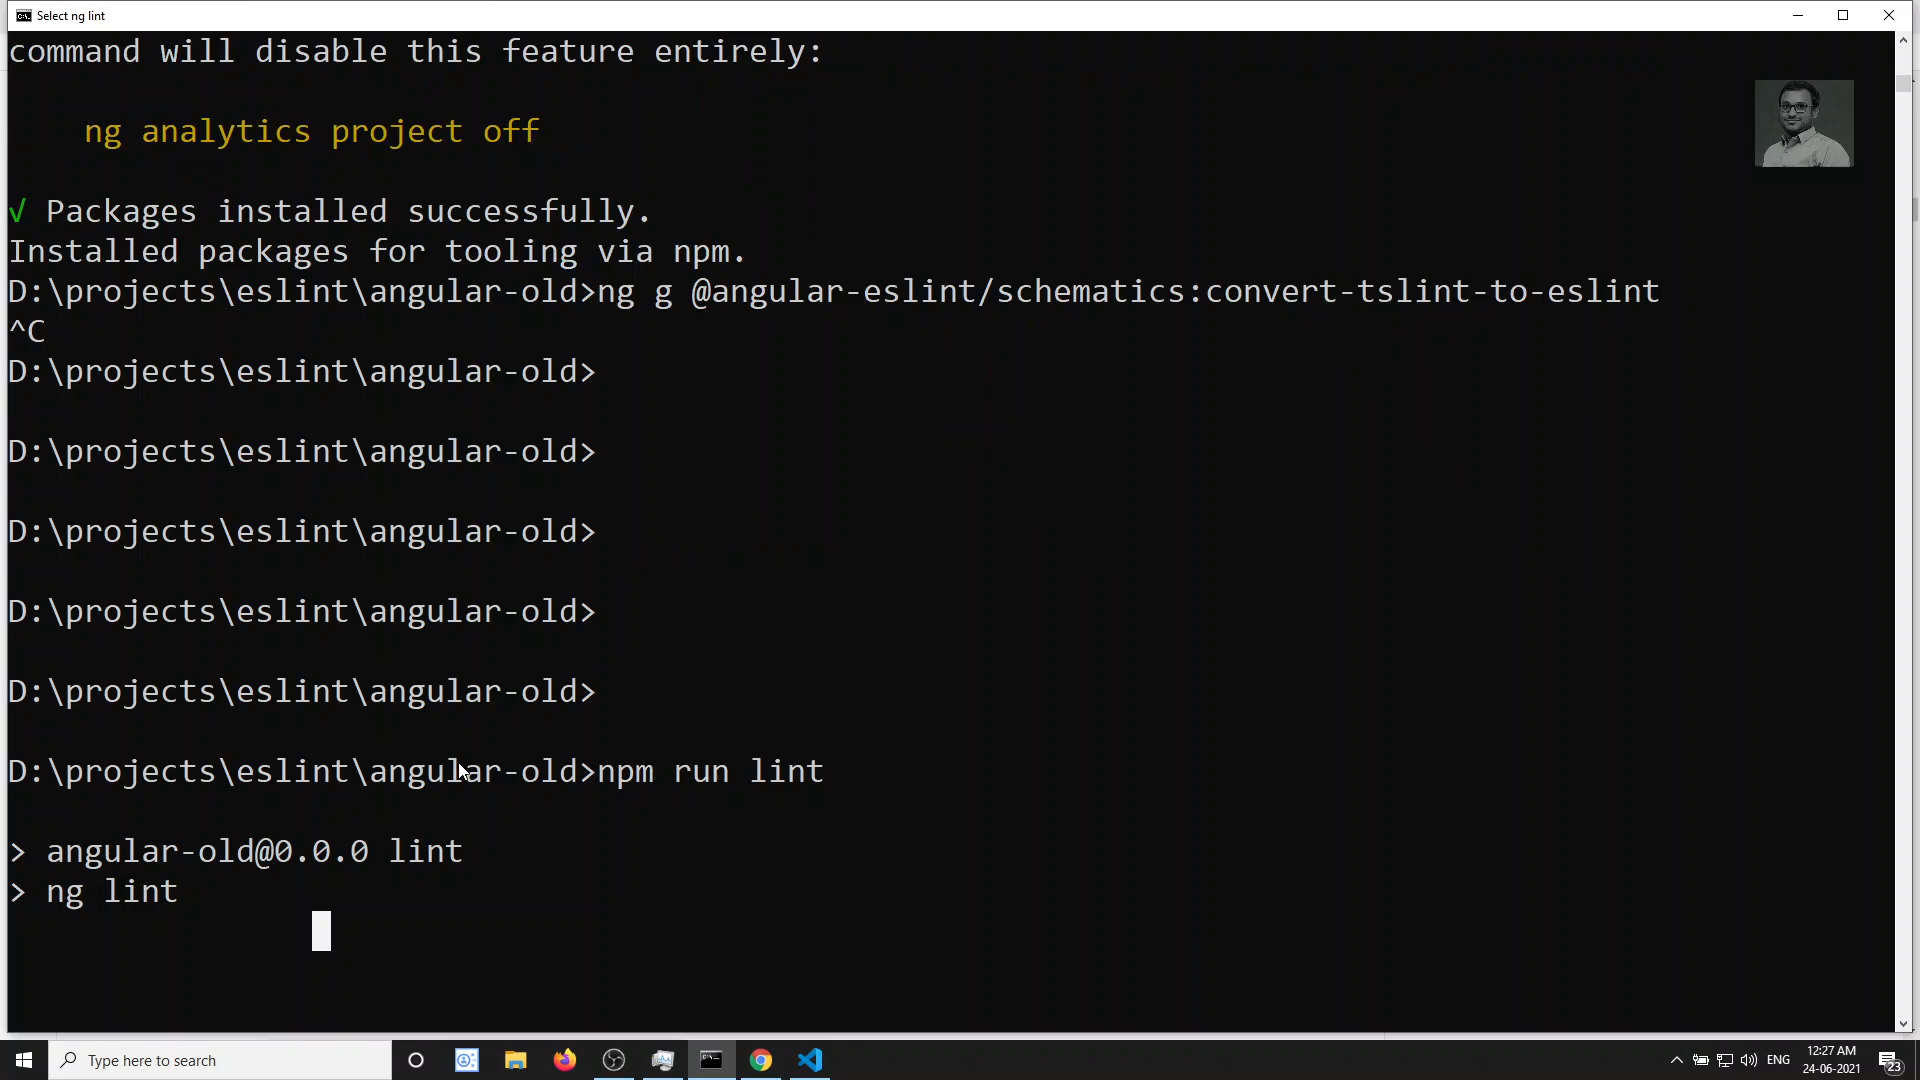 Select ng lint
command will disable this feature entirely:
ng analytics project off
√ Packages installed successfully.
Installed packages for tooling via npm.
D:\projects\eslint\angular-old>ng g @angular-eslint/schematics:convert-tslint-to-eslint
^C
D:\projects\eslint\angular-old>
D:\projects\eslint\angular-old>
D:\projects\eslint\angular-old>
D:\projects\eslint\angular-old>
D:\projects\eslint\angular-old>
D:\projects\eslint\angular-old>npm run lint
> angular-old@0.0.0 lint
> ng lint
Type here to search
ENG
12:27 AM
24-06-2021
23